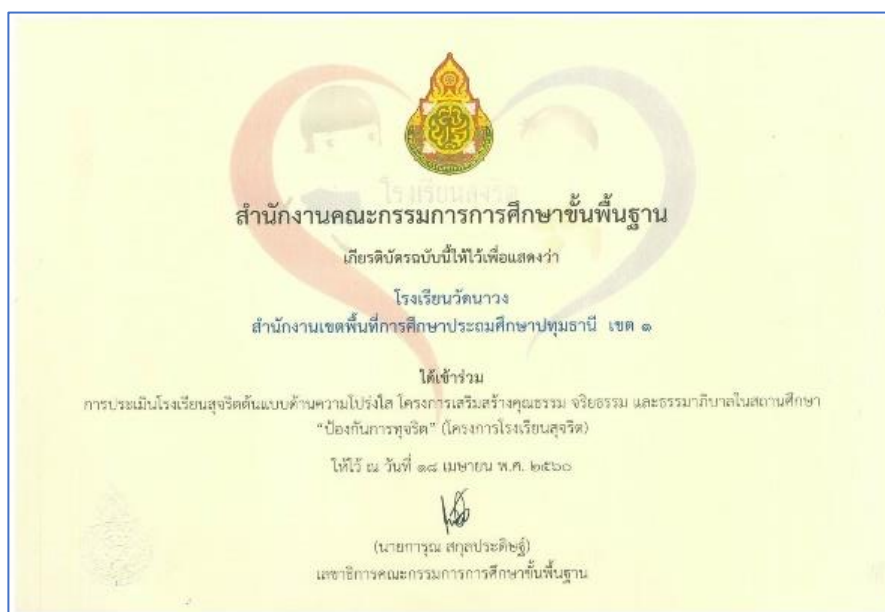 โรงเรียนสุจริต
สำนักงานคณะกรรมการการศึกษาขั้นพื้นฐาน
เกียรติบัตรฉบับนี้ให้ไว้เพื่อแสดงว่า
โรงเรียนวัดนาวง
สำนักงานเขตพื้นที่การศึกษาประถมศึกษาปทุมธานี เขต ๑
ได้เข้าร่วม
การประเมินโรงเรียนสุจริตต้นแบบด้านความโปร่งใส โครงการเสริมสร้างคุณธรรม จริยธรรม และธรรมาภิบาลในสถานศึกษา
“ป้องกันการทุจริต” (โครงการโรงเรียนสุจริต)
ให้ไว้ ณ วันที่ ๑๘ เมษายน พ.ศ. ๒๕๖๐
(นายการุณ สกุลประดิษฐ์)
เลขาธิการคณะกรรมการการศึกษาขั้นพื้นฐาน